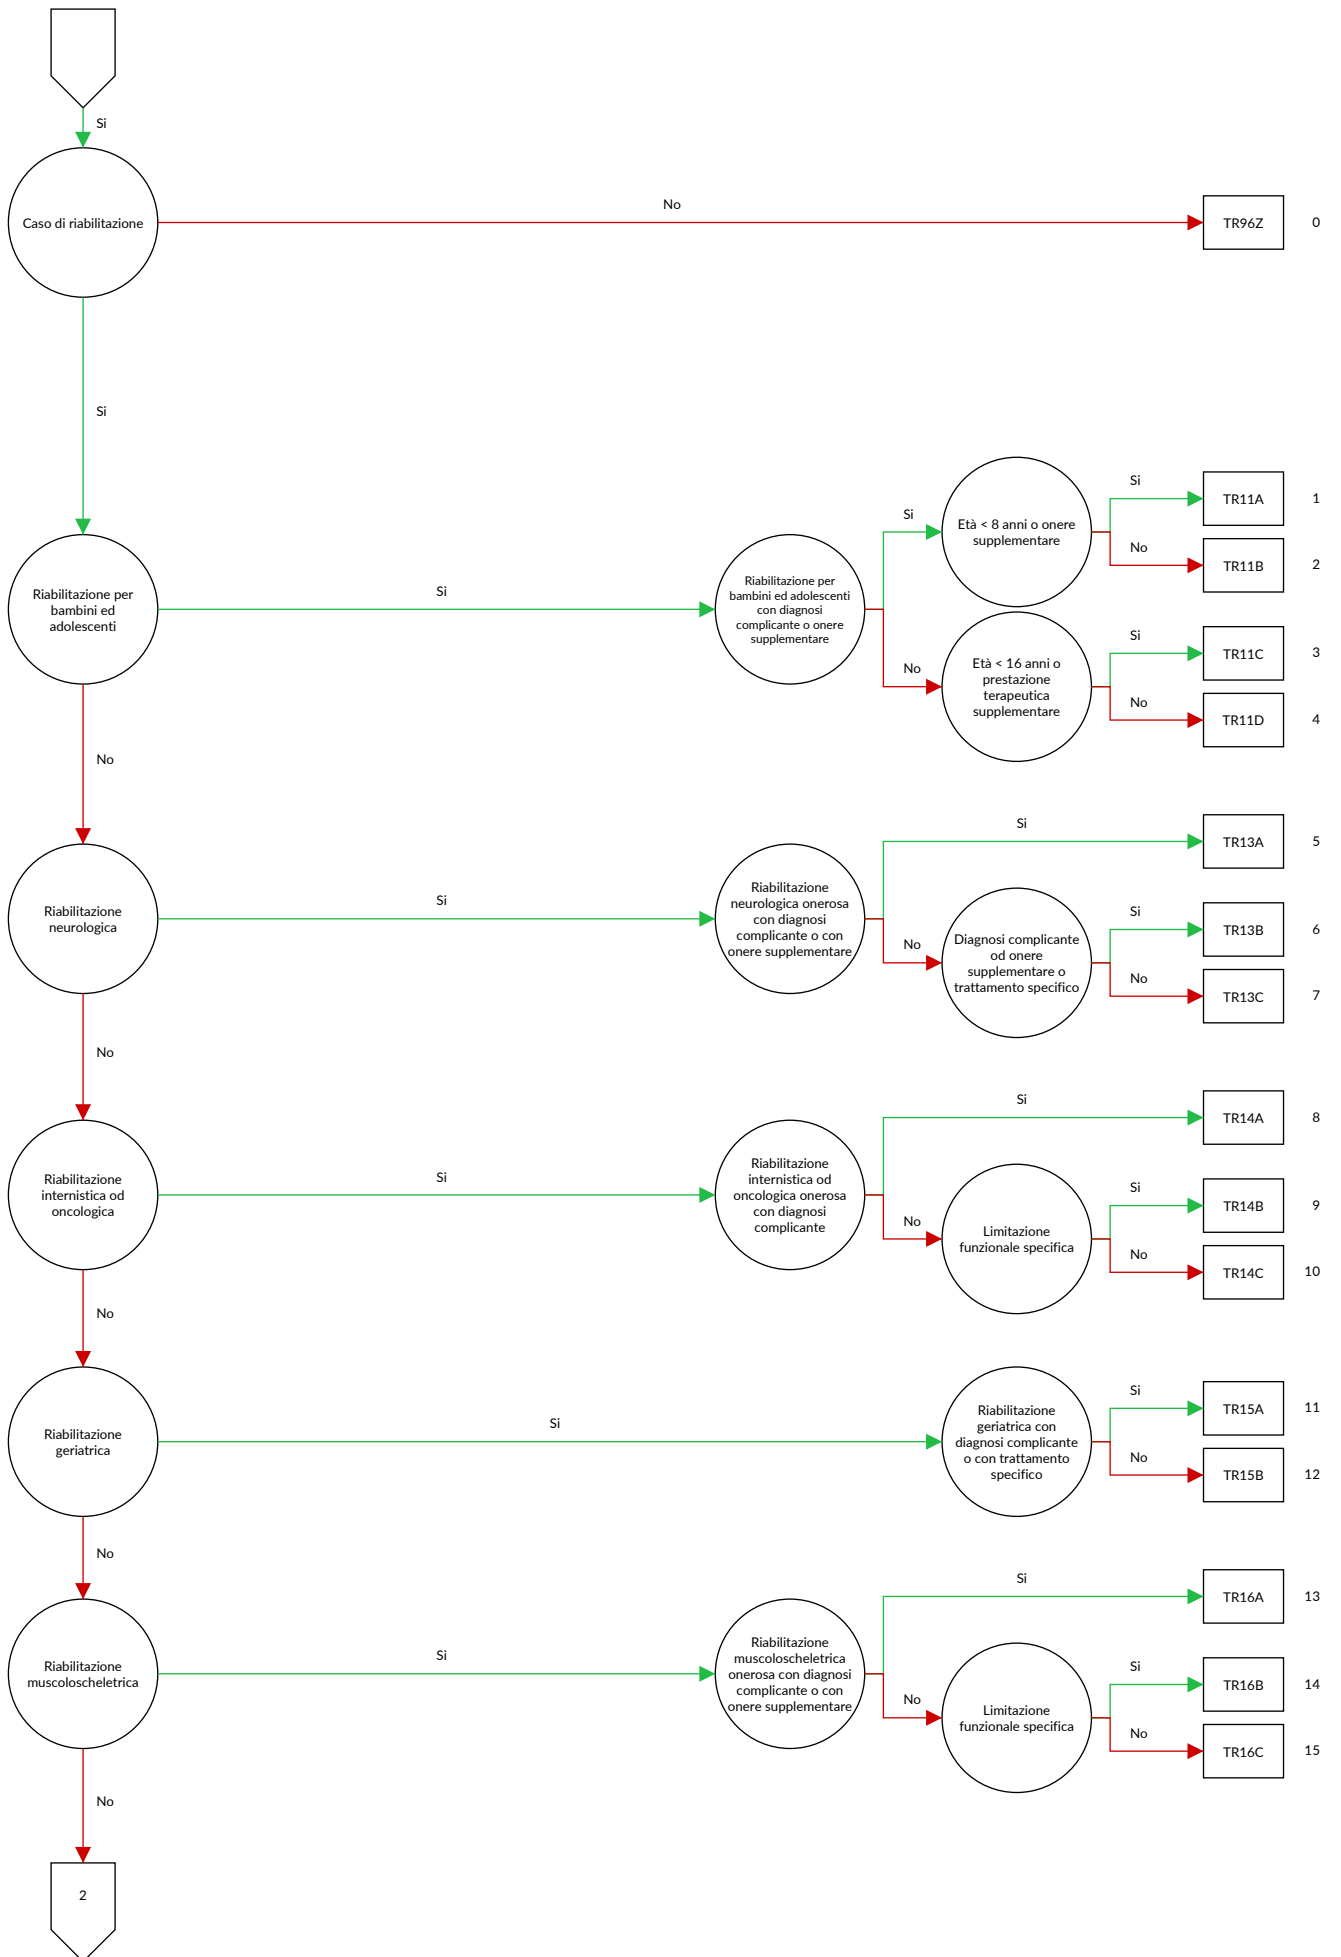 Si
Caso di riabilitazione
No
TR96Z
0
Si
Riabilitazione per
bambini ed
adolescenti
Si
Riabilitazione per
bambini ed adolescenti
con diagnosi
complicante o onere
supplementare
Si
Età < 8 anni o onere
supplementare
Si
TR11A
1
No
TR11B
2
No
Età < 16 anni o
prestazione
terapeutica
supplementare
Si
TR11C
3
No
TR11D
4
No
Riabilitazione
neurologica
Si
Riabilitazione
neurologica onerosa
con diagnosi
complicante o con
onere supplementare
Si
TR13A
5
No
Diagnosi complicante
od onere
supplementare o
trattamento specifico
Si
TR13B
6
No
TR13C
7
No
Riabilitazione
internistica od
oncologica
Si
Riabilitazione
internistica od
oncologica onerosa
con diagnosi
complicante
Si
TR14A
8
No
Limitazione
funzionale specifica
Si
TR14B
9
No
TR14C
10
No
Riabilitazione
geriatrica
Si
Riabilitazione
geriatrica con
diagnosi complicante
o con trattamento
specifico
Si
TR15A
11
No
TR15B
12
No
Riabilitazione
muscoloscheletrica
Si
Riabilitazione
muscoloscheletrica
onerosa con diagnosi
complicante o con
onere supplementare
Si
TR16A
13
No
Limitazione
funzionale specifica
Si
TR16B
14
No
TR16C
15
No
2